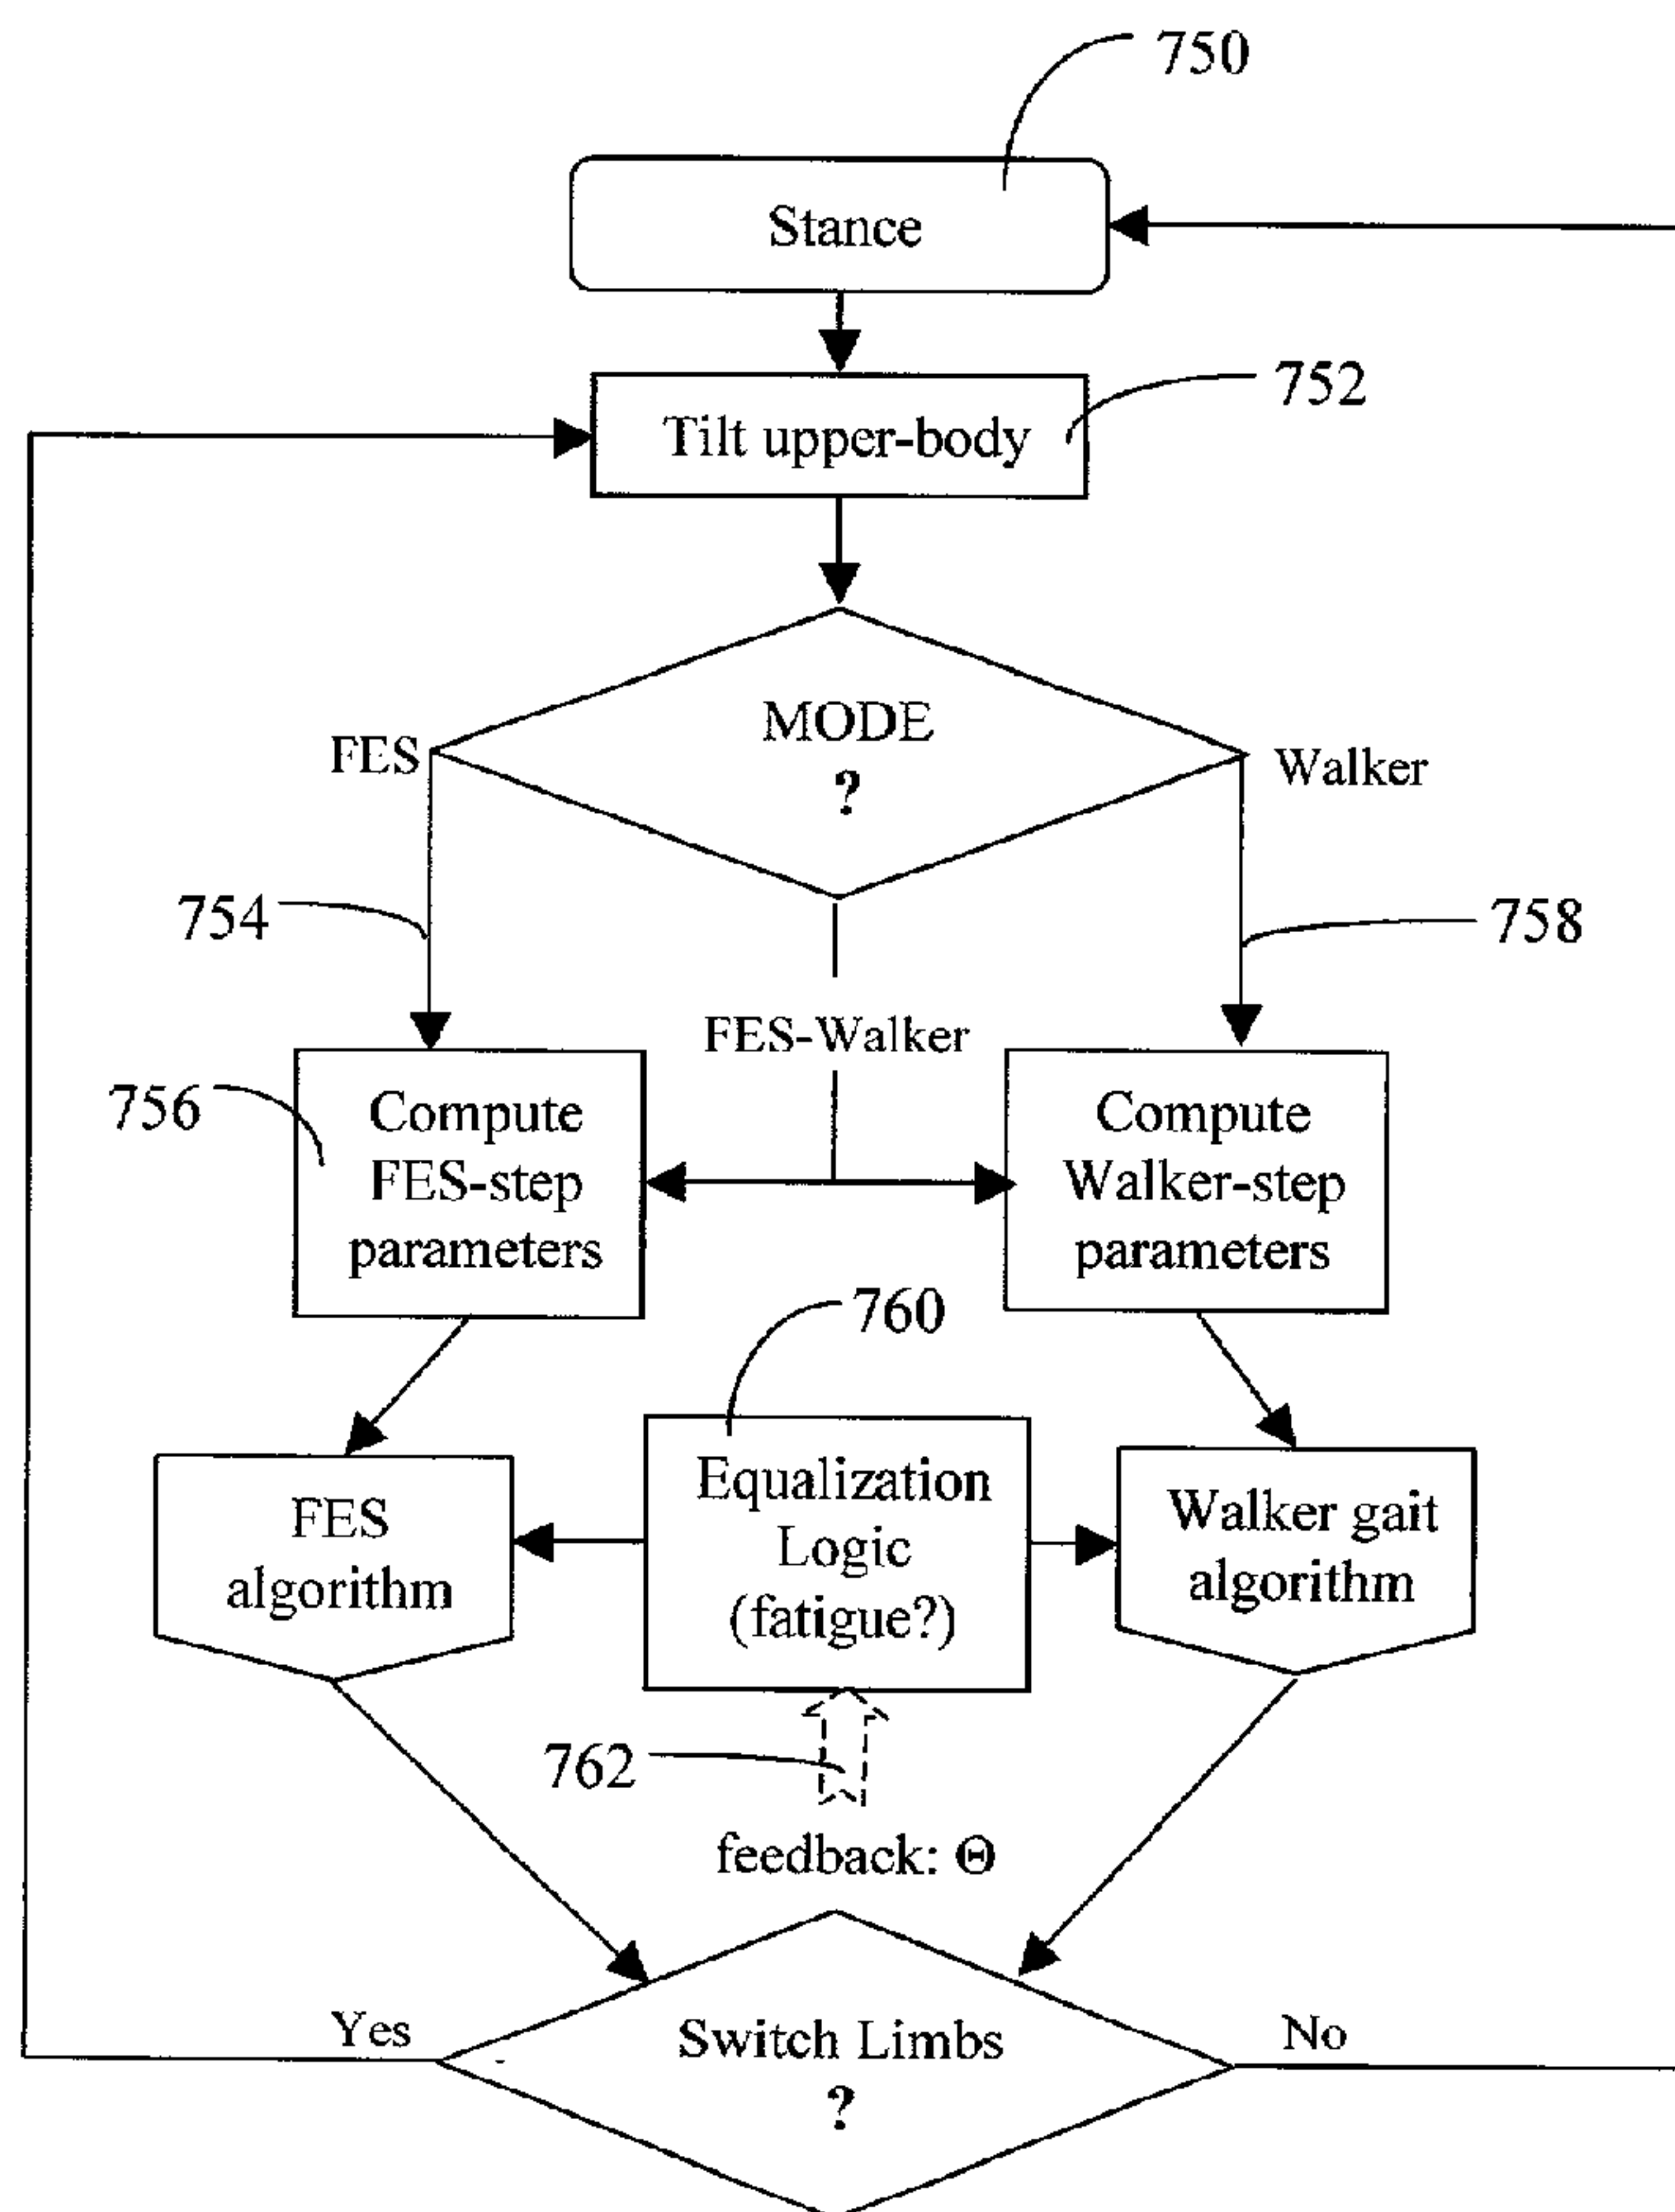 750
Stance
752
Tilt upper-body
MODE
?
FES
Walker
754
758
FES-Walker
756
Compute
FES-step
parameters
Compute
Walker-step
parameters
760
Equalization
Logic
(fatigue?)
FES
algorithm
Walker gait
algorithm
762
feedback: Θ
Yes
No
Switch Limbs
?